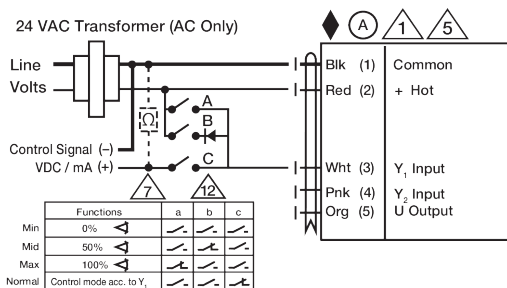 24 VAC Transformer (AC Only)
A 1 5
Line
Volts
Blk (1) Common
Red (2) + Hot
A
Ω
B
Control Signal (–)
VDC / mA (+)
C
Wht (3) Y1 Input
Pnk (4) Y2 Input
Org (5) U Output
7
12
Functions a b c
Min 0%
Mid 50%
Max 100%
Normal Control mode acc. to Y1